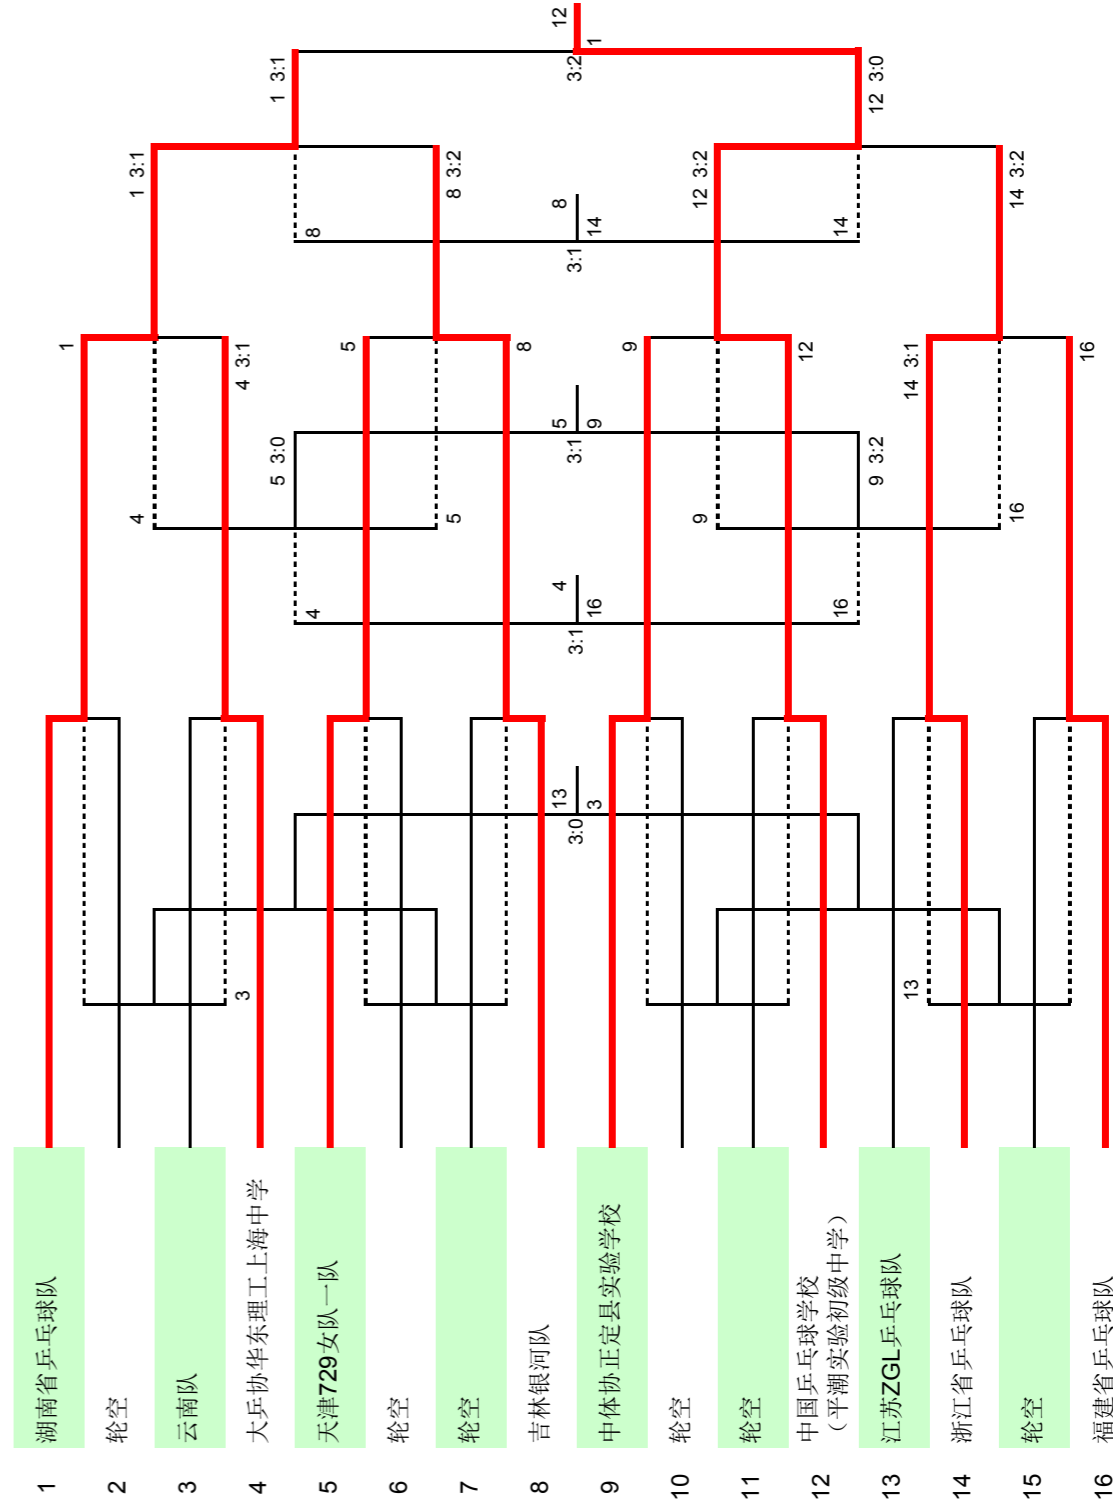 1 湖南省乒乓球队
2 轮空
3 云南队
4 大乒协华东理工上海中学
5 天津729女队一队
6 轮空
7 轮空
8 吉林银河队
9 中体协正定县实验学校
10 轮空
11 轮空
12 中国乒乓球学校
（平潮实验初级中学）
13 江苏ZGL乒乓球队
14 浙江省乒乓球队
15 轮空
16 福建省乒乓球队
3
13
13
3:0
3
1
4 3:1
5
8
9
12
14 3:1
16
4
3:1
4
16
16
4
5
9
16
5 3:0
5
3:1
9
9 3:2
1 3:1
8 3:2
12 3:2
14 3:2
8
8
3:1
14
14
1 3:1
12 3:0
12
3:2
1